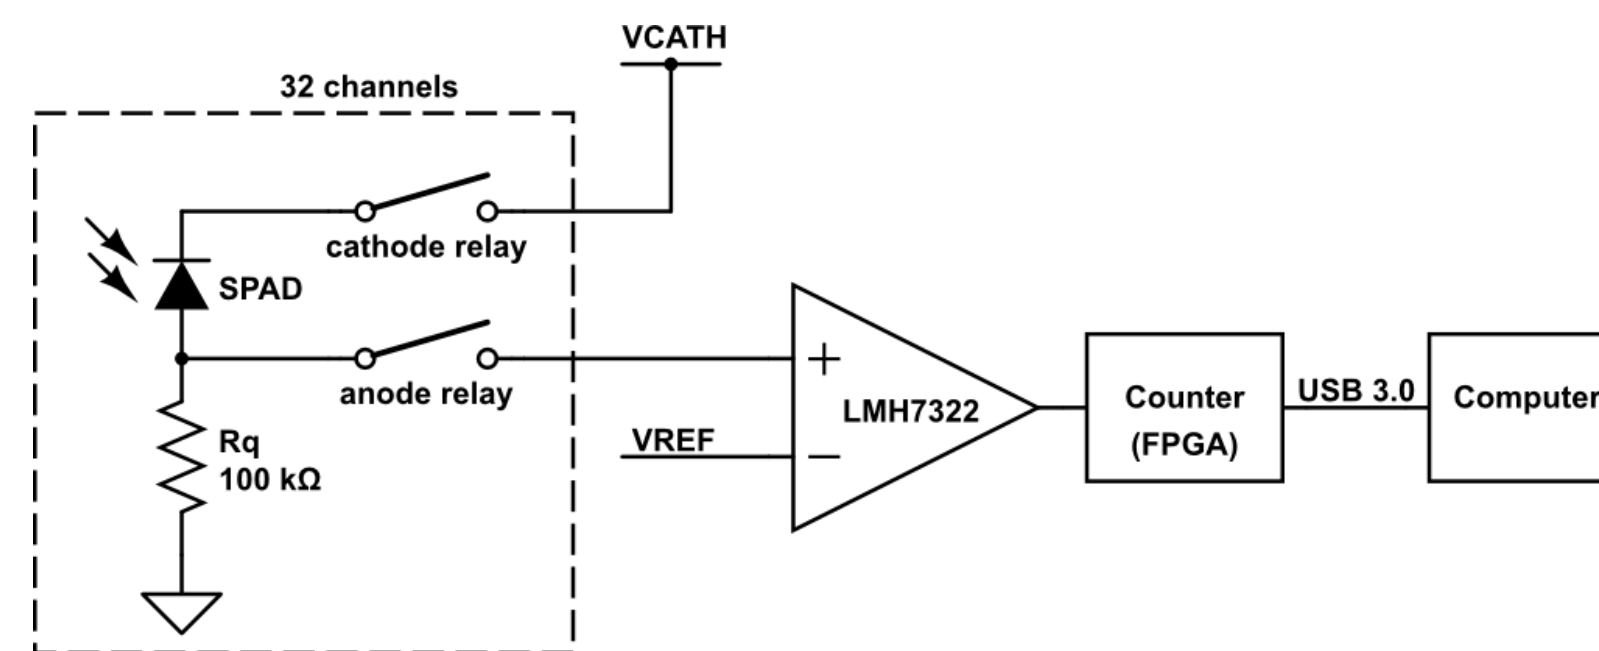 VCATH
32 channels
cathode relay
SPAD
anode relay
+
LMH7322
Counter
(FPGA)
USB 3.0
Computer
VREF
−
Rq
100 kΩ